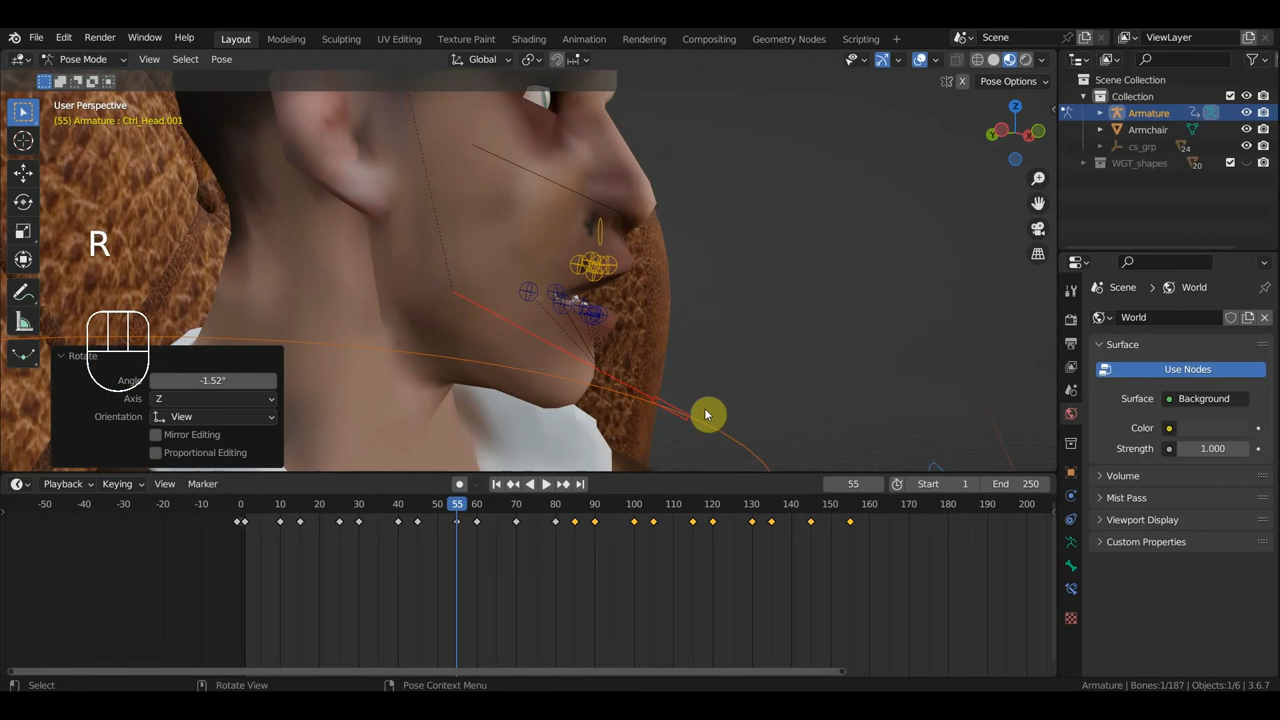 File Edit Render Window Help Layout Modeling Sculpting UV Editing Texture Paint Shading Animation Rendering Compositing Geometry Nodes Scripting + Scene ViewLayer
Pose Mode View Select Pose Global
Pose Options
X
User Perspective
(55) Armature : Ctrl_Head.001
Scene Collection
Collection
Armature
Armchair
cs_grp 24
WGT_shapes 20
R
Z
Y
X
Scene World
World
Surface
Use Nodes
Surface Background
Color
Strength 1.000
Mist Pass
Viewport Display
Custom Properties
Volume
Rotate
Angle -1.52°
Axis Z
Orientation View
Mirror Editing
Proportional Editing
Playback Keying View Marker 55 Start 1 End 250
-50 -40 -30 -20 -10 0 10 20 30 40 50 55 60 70 80 90 100 110 120 130 140 150 160 170 180 190 200
Select Rotate View Pose Context Menu Armature | Bones:1/187 | Objects:1/6 | 3.6.7